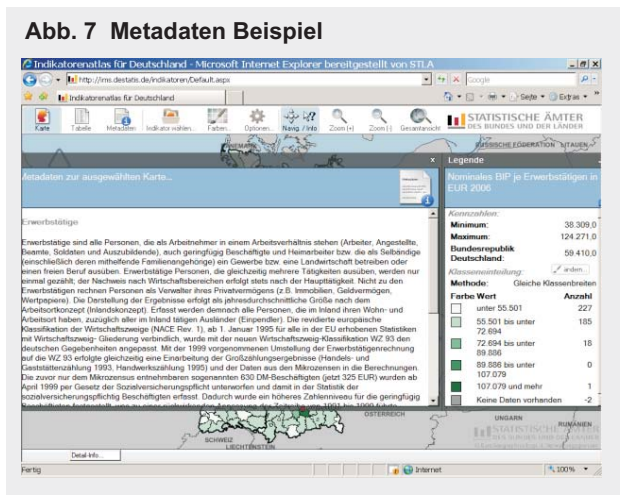 Abb. 7 Metadaten Beispiel
Indikatorenatlas für Deutschland - Microsoft Internet Explorer bereitgestellt von STLA
http://ims.destatis.de/indikatoren/Default.aspx
Google
Indikatorenatlas für Deutschland
Seite
Extras
Karte Tabelle Metadaten Indikator wählen... Farben... Optionen... Navig. / Info Zoom (+) Zoom (-) Gesamtansicht
STATISTISCHE ÄMTER
DES BUNDES UND DER LÄNDER
RUSSISCHE FÖDERATION LITAUEN
Metadaten zur ausgewählten Karte...
Erwerbstätige
Erwerbstätige sind alle Personen, die als Arbeitnehmer in einem Arbeitsverhältnis stehen (Arbeiter, Angestellte,
Beamte, Soldaten und Auszubildende), auch geringfügig Beschäftigte und Heimarbeiter bzw. die als Selbändige
(einschließlich deren mithelfende Familienangehörige) ein Gewerbe bzw. eine Landwirtschaft betreiben oder
einen freien Beruf ausüben. Erwerbstätige Personen, die gleichzeitig mehrere Tätigkeiten ausüben, werden nur
einmal gezählt; der Nachweis nach Wirtschaftsbereichen erfolgt stets nach der Haupttätigkeit. Nicht zu den
Erwerbstätigen rechnen Personen als Verwalter ihres Privatvermögens (z.B. Immobilien, Geldvermögen,
Wertpapiere). Die Darstellung der Ergebnisse erfolgt als jahresdurchschnittliche Größe nach dem
Arbeitsortkonzept (Inlandskonzept). Erfasst werden demnach alle Personen, die im Inland ihren Wohn- und
Arbeitsort haben, zuzüglich aller im Inland tätigen Ausländer (Einpendler). Die revidierte europäische
Klassifikation der Wirtschaftszweige (NACE Rev. 1), ab 1. Januar 1995 für alle in der EU erhobenen Statistiken
mit Wirtschaftszweig- Gliederung verbindlich, wurde mit der neuen Wirtschaftszweig-Klassifikation WZ 93 den
deutschen Gegebenheiten angepasst. Mit der 1999 vorgenommenen Umstellung der Erwerbstätigenrechnung
auf die WZ 93 erfolgte gleichzeitig eine Einarbeitung der Großzählungsergebnisse (Handels- und
Gaststättenzählung 1993, Handwerkszählung 1995) und der Daten aus den Mikrozensen in die Berechnungen.
Die zuvor nur dem Mikrozensus entnehmbaren sogenannten 630 DM-Beschäftigten (jetzt 325 EUR) wurden ab
April 1999 per Gesetz der Sozialversicherungspflicht unterworfen und damit in der Statistik der
sozialversicherungspflichtig Beschäftigten erfasst. Dadurch wurde ein höheres Zahlenniveau für die geringfügig
Legende
Nominales BIP je Erwerbstätigen in
EUR 2006
Kennzahlen:
Minimum: 38.309,0
Maximum: 124.271,0
Bundesrepublik
Deutschland: 59.410,0
Klasseneinteilung: ändern...
Methode: Gleiche Klassenbreiten
Farbe Wert Anzahl
unter 55.501 227
55.501 bis unter 185
72.694
72.694 bis unter 18
89.886
89.886 bis unter 0
107.079
107.079 und mehr 1
Keine Daten vorhanden -2
ÖSTERREICH
UNGARN
RUMÄNIEN
SCHWEIZ
LIECHTENSTEIN
STATISTISCHE ÄMTER
DES BUNDES UND DER LÄNDER
Detail-Info...
Fertig
Internet
100%